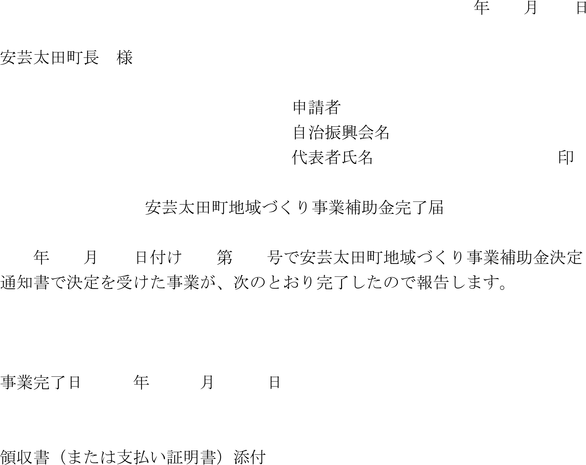 年　　月　　日
安芸太田町長　様
申請者
自治振興会名
代表者氏名　　　　　　　　　　　印
安芸太田町地域づくり事業補助金完了届
　　年　　月　　日付け　　第　　号で安芸太田町地域づくり事業補助金決定
通知書で決定を受けた事業が、次のとおり完了したので報告します。
事業完了日　　　年　　　月　　　日
領収書（または支払い証明書）添付